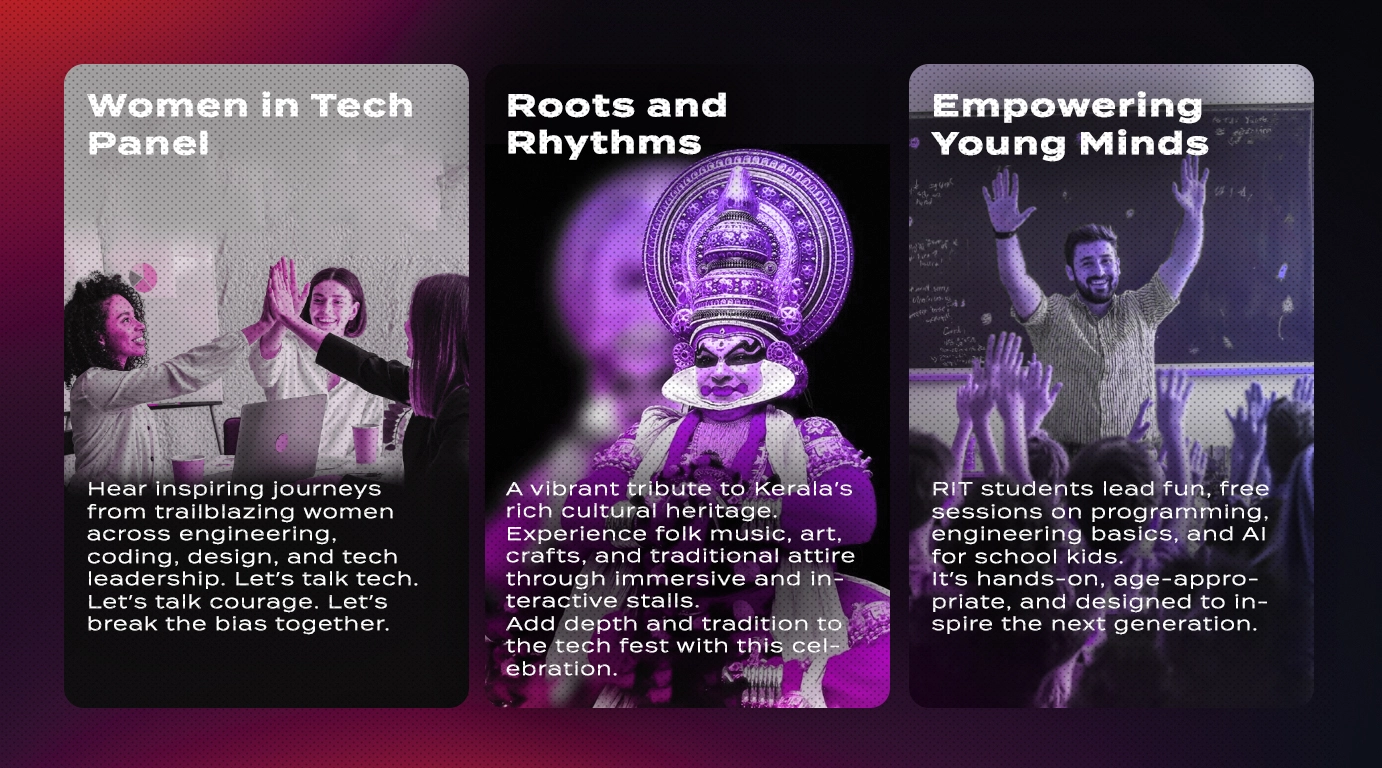 Women in Tech
Panel
Hear inspiring journeys
from trailblazing women
across engineering,
coding, design, and tech
leadership. Let's talk tech.
Let's talk courage. Let's
break the bias together.
Roots and
Rhythms
A vibrant tribute to Kerala's
rich cultural heritage.
Experience folk music, art,
crafts, and traditional attire
through immersive and in-
teractive stalls.
Add depth and tradition to
the tech fest with this cel-
ebration.
Empowering
Young Minds
RIT students lead fun, free
sessions on programming,
engineering basics, and AI
for school kids.
It's hands-on, age-appro-
priate, and designed to in-
spire the next generation.